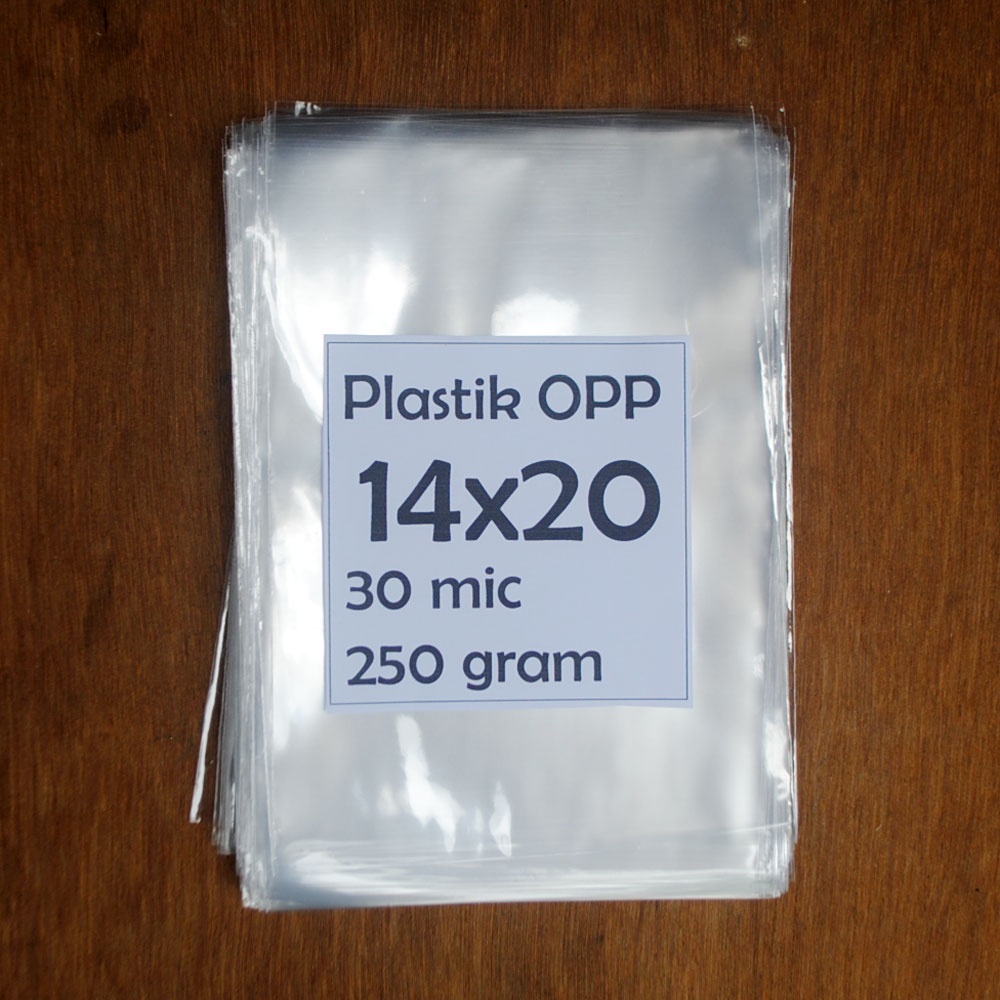 Plastik OPP
14x20
30 mic
250 gram